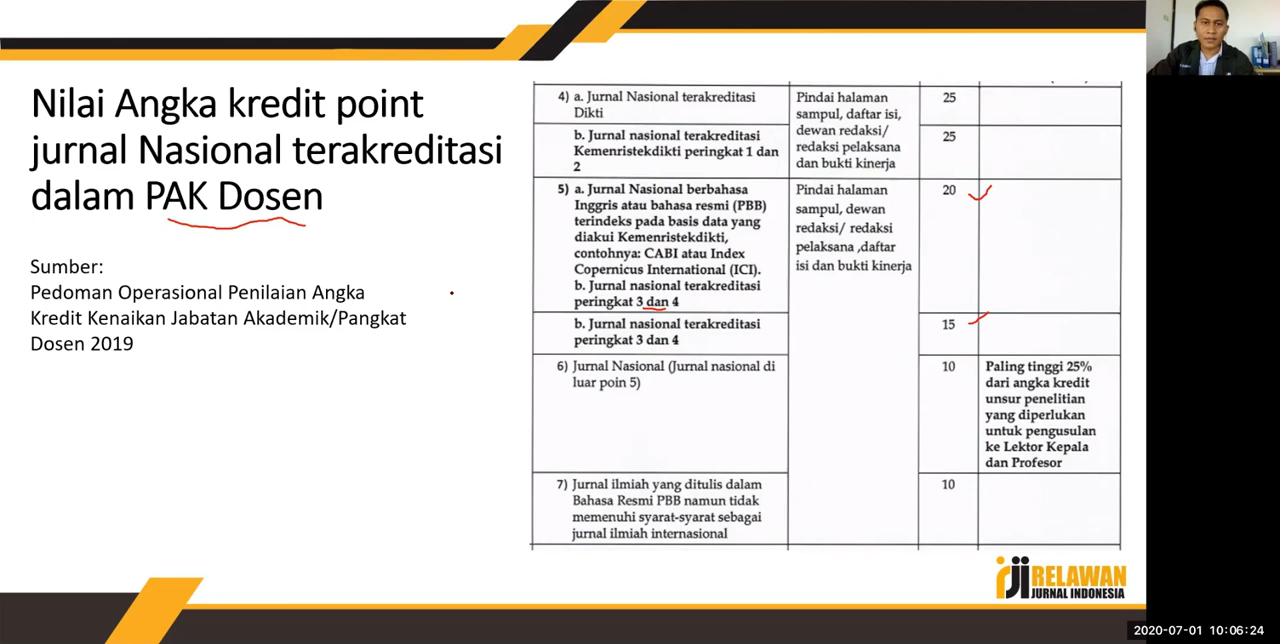 Nilai Angka kredit point
jurnal Nasional terakreditasi
dalam PAK Dosen
Sumber:
Pedoman Operasional Penilaian Angka
Kredit Kenaikan Jabatan Akademik/Pangkat
Dosen 2019
4) a. Jurnal Nasional terakreditasi
Dikti
Pindai halaman
sampul, daftar isi,
dewan redaksi/
redaksi pelaksana
dan bukti kinerja
25
b. Jurnal nasional terakreditasi
Kemenristekdikti peringkat 1 dan
2
25
5) a. Jurnal Nasional berbahasa
Inggris atau bahasa resmi (PBB)
terindeks pada basis data yang
diakui Kemenristekdikti,
contohnya: CABI atau Index
Copernicus International (ICI).
b. Jurnal nasional terakreditasi
peringkat 3 dan 4
Pindai halaman
sampul, dewan
redaksi/ redaksi
pelaksana ,daftar
isi dan bukti kinerja
20
b. Jurnal nasional terakreditasi
peringkat 3 dan 4
15
6) Jurnal Nasional (Jurnal nasional di
luar poin 5)
10
Paling tinggi 25%
dari angka kredit
unsur penelitian
yang diperlukan
untuk pengusulan
ke Lektor Kepala
dan Profesor
7) Jurnal ilmiah yang ditulis dalam
Bahasa Resmi PBB namun tidak
memenuhi syarat-syarat sebagai
jurnal ilmiah internasional
10
RELAWAN
JURNAL INDONESIA
2020-07-01 10:06:24